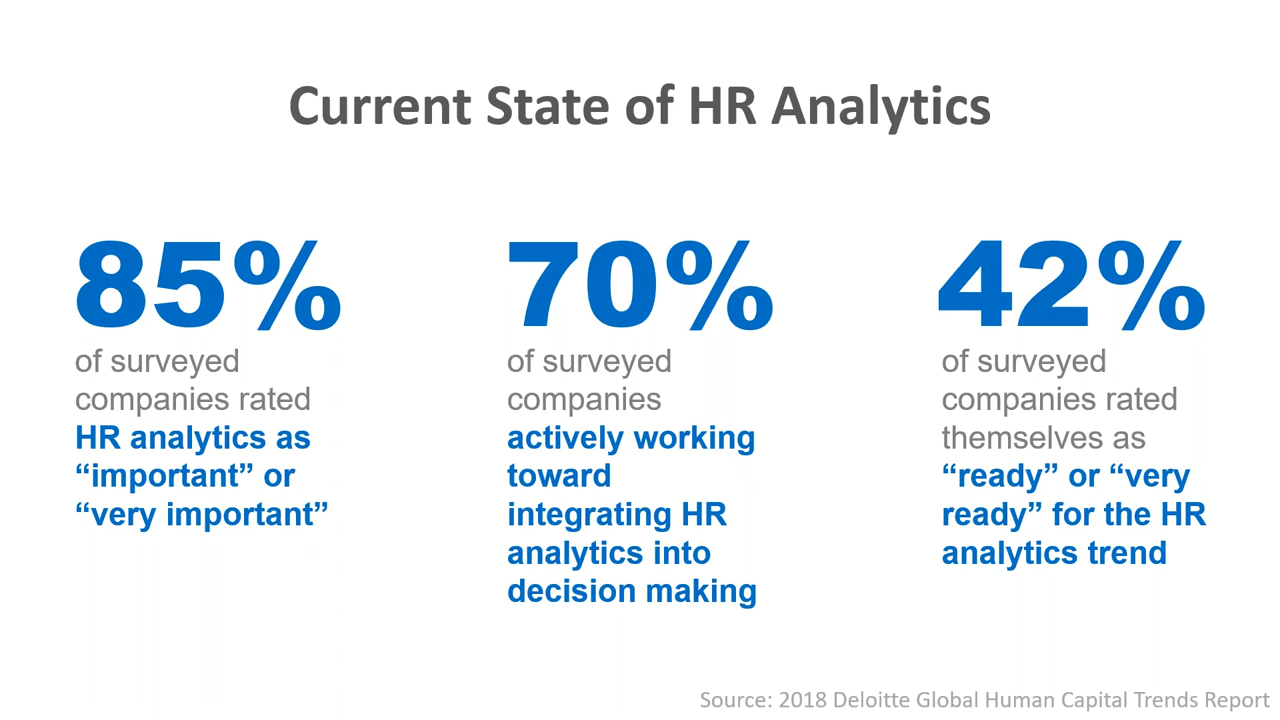 Current State of HR Analytics
85%
of surveyed
companies rated
HR analytics as
“important” or
“very important”
70%
of surveyed
companies
actively working
toward
integrating HR
analytics into
decision making
42%
of surveyed
companies rated
themselves as
“ready” or “very
ready” for the HR
analytics trend
Source: 2018 Deloitte Global Human Capital Trends Report